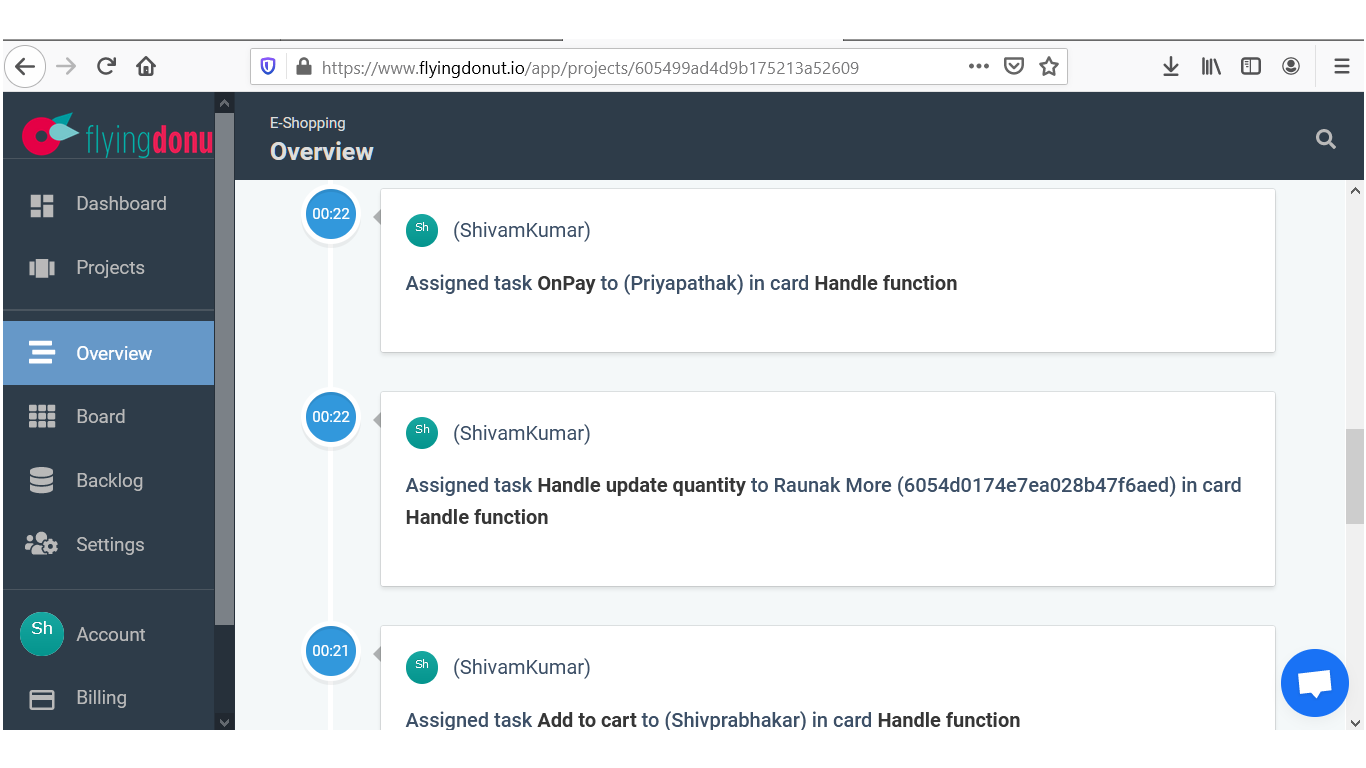 https://www.flyingdonut.io/app/projects/605499ad4d9b175213a52609
flyingdonu
E-Shopping
Overview
Dashboard
Projects
Overview
Board
Backlog
Settings
Sh
Account
Billing
00:22
Sh
(ShivamKumar)
Assigned task OnPay to (Priyapathak) in card Handle function
00:22
Sh
(ShivamKumar)
Assigned task Handle update quantity to Raunak More (6054d0174e7ea028b47f6aed) in card
Handle function
00:21
Sh
(ShivamKumar)
Assigned task Add to cart to (Shivprabhakar) in card Handle function